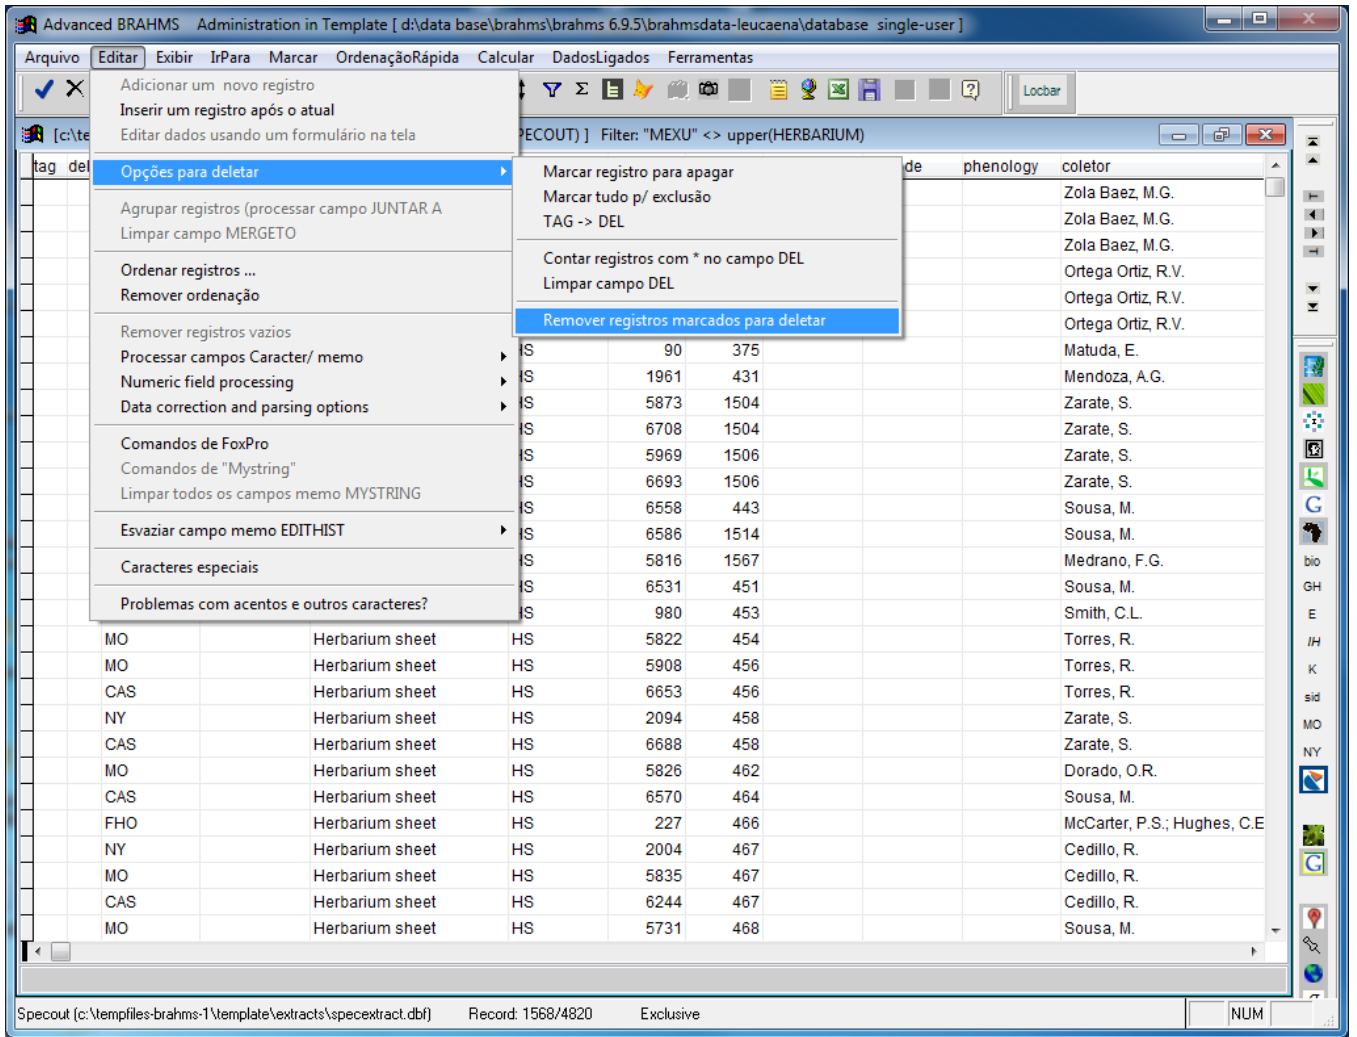 Advanced BRAHMS Administration in Template [ d:\data base\brahms\brahms 6.9.5\brahmsdata-leucaena\database single-user ]
Arquivo Editar Exibir IrPara Marcar OrdenaçãoRápida Calcular DadosLigados Ferramentas
Locbar
Adicionar um novo registro
Inserir um registro após o atual
Editar dados usando um formulário na tela
Opções para deletar
Agrupar registros (processar campo JUNTAR A
Limpar campo MERGETO
Ordenar registros ...
Remover ordenação
Remover registros vazios
Processar campos Caracter/ memo
Numeric field processing
Data correction and parsing options
Comandos de FoxPro
Comandos de "Mystring"
Limpar todos os campos memo MYSTRING
Esvaziar campo memo EDITHIST
Caracteres especiais
Problemas com acentos e outros caracteres?
Marcar registro para apagar
Marcar tudo p/ exclusão
TAG -> DEL
Contar registros com * no campo DEL
Limpar campo DEL
Remover registros marcados para deletar
[c:\te PECOUT) ] Filter: "MEXU" <> upper(HERBARIUM)
tag del de phenology coletor
Zola Baez, M.G.
Zola Baez, M.G.
Zola Baez, M.G.
Ortega Ortiz, R.V.
Ortega Ortiz, R.V.
Ortega Ortiz, R.V.
HS 90 375 Matuda, E.
HS 1961 431 Mendoza, A.G.
HS 5873 1504 Zarate, S.
HS 6708 1504 Zarate, S.
HS 5969 1506 Zarate, S.
HS 6693 1506 Zarate, S.
HS 6558 443 Sousa, M.
HS 6586 1514 Sousa, M.
HS 5816 1567 Medrano, F.G.
HS 6531 451 Sousa, M.
HS 980 453 Smith, C.L.
MO Herbarium sheet HS 5822 454 Torres, R.
MO Herbarium sheet HS 5908 456 Torres, R.
CAS Herbarium sheet HS 6653 456 Torres, R.
NY Herbarium sheet HS 2094 458 Zarate, S.
CAS Herbarium sheet HS 6688 458 Zarate, S.
MO Herbarium sheet HS 5826 462 Dorado, O.R.
CAS Herbarium sheet HS 6570 464 Sousa, M.
FHO Herbarium sheet HS 227 466 McCarter, P.S.; Hughes, C.E
NY Herbarium sheet HS 2004 467 Cedillo, R.
MO Herbarium sheet HS 5835 467 Cedillo, R.
CAS Herbarium sheet HS 6244 467 Cedillo, R.
MO Herbarium sheet HS 5731 468 Sousa, M.
G
bio
GH
E
IH
K
sid
MO
NY
G
Specout (c:\tempfiles-brahms-1\template\extracts\specextract.dbf) Record: 1568/4820 Exclusive NUM